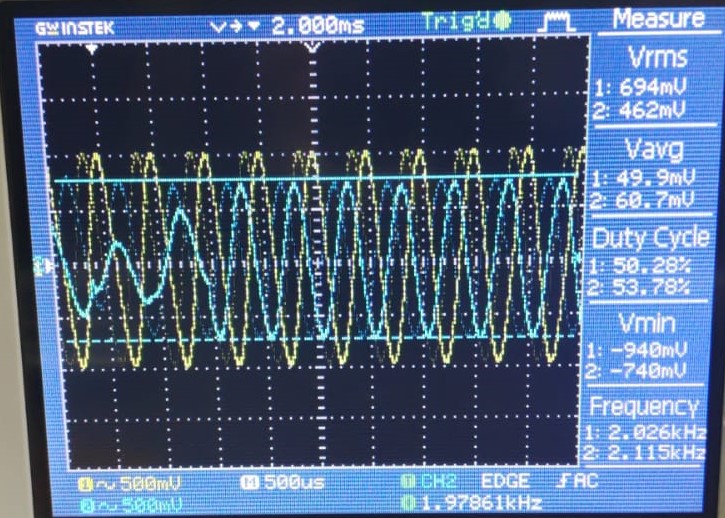 GWINSTEK 2.000ms Trig'd Measure
Vrms
1: 694mV
2: 462mV
Vavg
1: 49.9mV
2: 60.7mV
Duty Cycle
1: 50.28%
2: 53.78%
Vmin
1: -940mV
2: -740mV
Frequency
1: 2.026kHz
2: 2.115kHz
1 500mV M 500us T CH2 EDGE AC
2 500mV 1.97861kHz